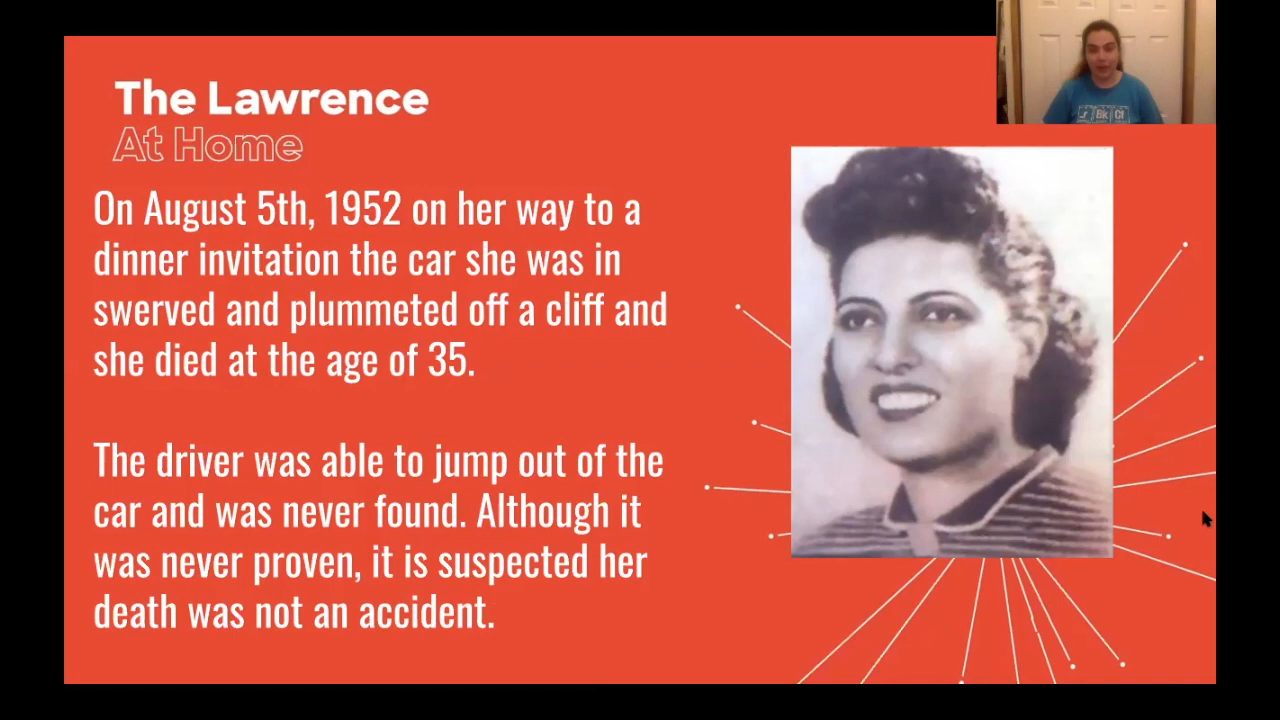 The Lawrence
At Home
On August 5th, 1952 on her way to a
dinner invitation the car she was in
swerved and plummeted off a cliff and
she died at the age of 35.
The driver was able to jump out of the
car and was never found. Although it
was never proven, it is suspected her
death was not an accident.
Bk Cl